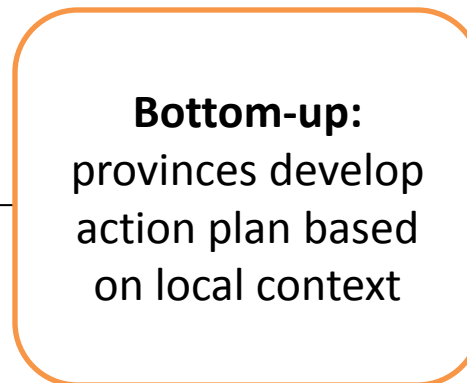 Bottom-up:
provinces develop
action plan based
on local context